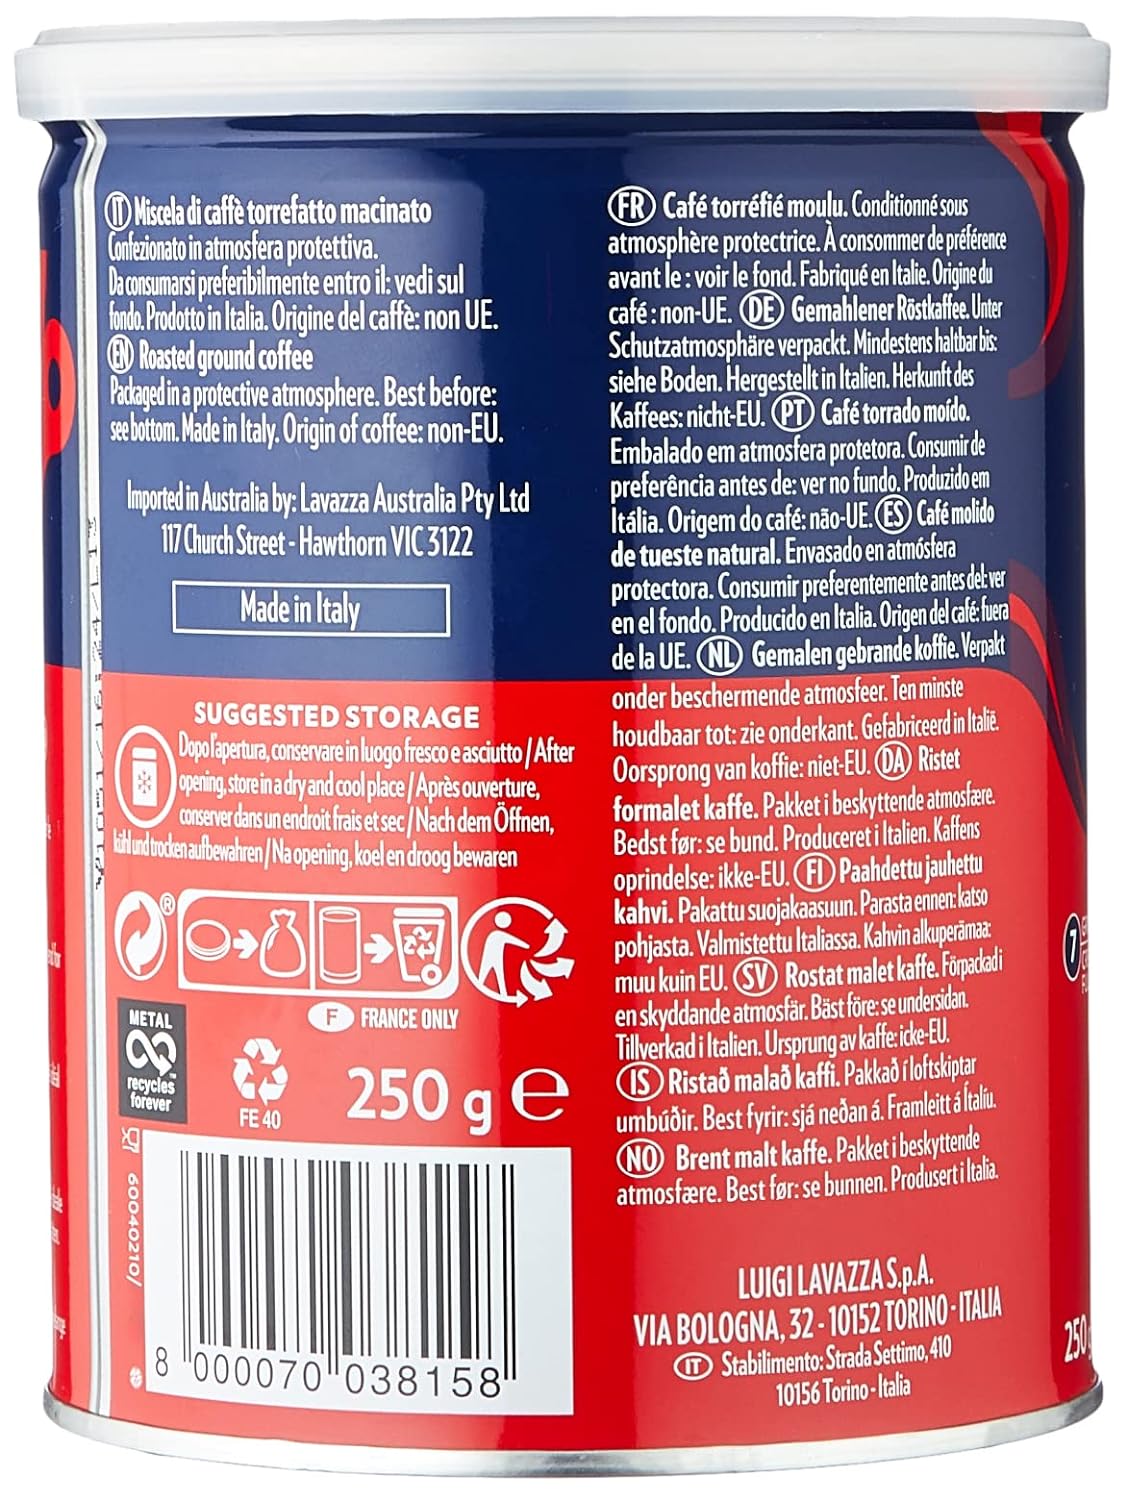 IT Miscela di caffè torrefatto macinato
Confezionato in atmosfera protettiva.
Da consumarsi preferibilmente entro il: vedi sul
fondo. Prodotto in Italia. Origine del caffè: non UE.
EN Roasted ground coffee
Packaged in a protective atmosphere. Best before:
see bottom. Made in Italy. Origin of coffee: non-EU.
Imported in Australia by: Lavazza Australia Pty Ltd
117 Church Street - Hawthorn VIC 3122
Made in Italy
SUGGESTED STORAGE
Dopo l'apertura, conservare in luogo fresco e asciutto / After
opening, store in a dry and cool place / Après ouverture,
conserver dans un endroit frais et sec / Nach dem Öffnen,
kühl und trocken aufbewahren / Na opening, koel en droog bewaren
®
F FRANCE ONLY
METAL
recycles
forever
™
FE 40
250 g e
60040210/
8 000070 038158
FR Café torréfié moulu. Conditionné sous
atmosphère protectrice. À consommer de préférence
avant le : voir le fond. Fabriqué en Italie. Origine du
café : non-UE. DE Gemahlener Röstkaffee. Unter
Schutzatmosphäre verpackt. Mindestens haltbar bis:
siehe Boden. Hergestellt in Italien. Herkunft des
Kaffees: nicht-EU. PT Café torrado moído.
Embalado em atmosfera protetora. Consumir de
preferência antes de: ver no fundo. Produzido em
Itália. Origem do café: não-UE. ES Café molido
de tueste natural. Envasado en atmósfera
protectora. Consumir preferentemente antes del: ver
en el fondo. Producido en Italia. Origen del café: fuera
de la UE. NL Gemalen gebrande koffie. Verpakt
onder beschermende atmosfeer. Ten minste
houdbaar tot: zie onderkant. Gefabriceerd in Italië.
Oorsprong van koffie: niet-EU. DA Ristet
formalet kaffe. Pakket i beskyttende atmosfære.
Bedst før: se bund. Produceret i Italien. Kaffens
oprindelse: ikke-EU. FI Paahdettu jauhettu
kahvi. Pakattu suojakaasuun. Parasta ennen: katso
pohjasta. Valmistettu Italiassa. Kahvin alkuperämaa:
muu kuin EU. SV Rostat malet kaffe. Förpackad i
en skyddande atmosfär. Bäst före: se undersidan.
Tillverkad i Italien. Ursprung av kaffe: icke-EU.
IS Ristað malað kaffi. Pakkað í loftskiptar
umbúðir. Best fyrir: sjá neðan á. Framleitt á Ítalíu.
NO Brent malt kaffe. Pakket i beskyttende
atmosfære. Best før: se bunnen. Produsert i Italia.
LUIGI LAVAZZA S.p.A.
VIA BOLOGNA, 32 - 10152 TORINO - ITALIA
IT Stabilimento: Strada Settimo, 410
10156 Torino - Italia
7
250